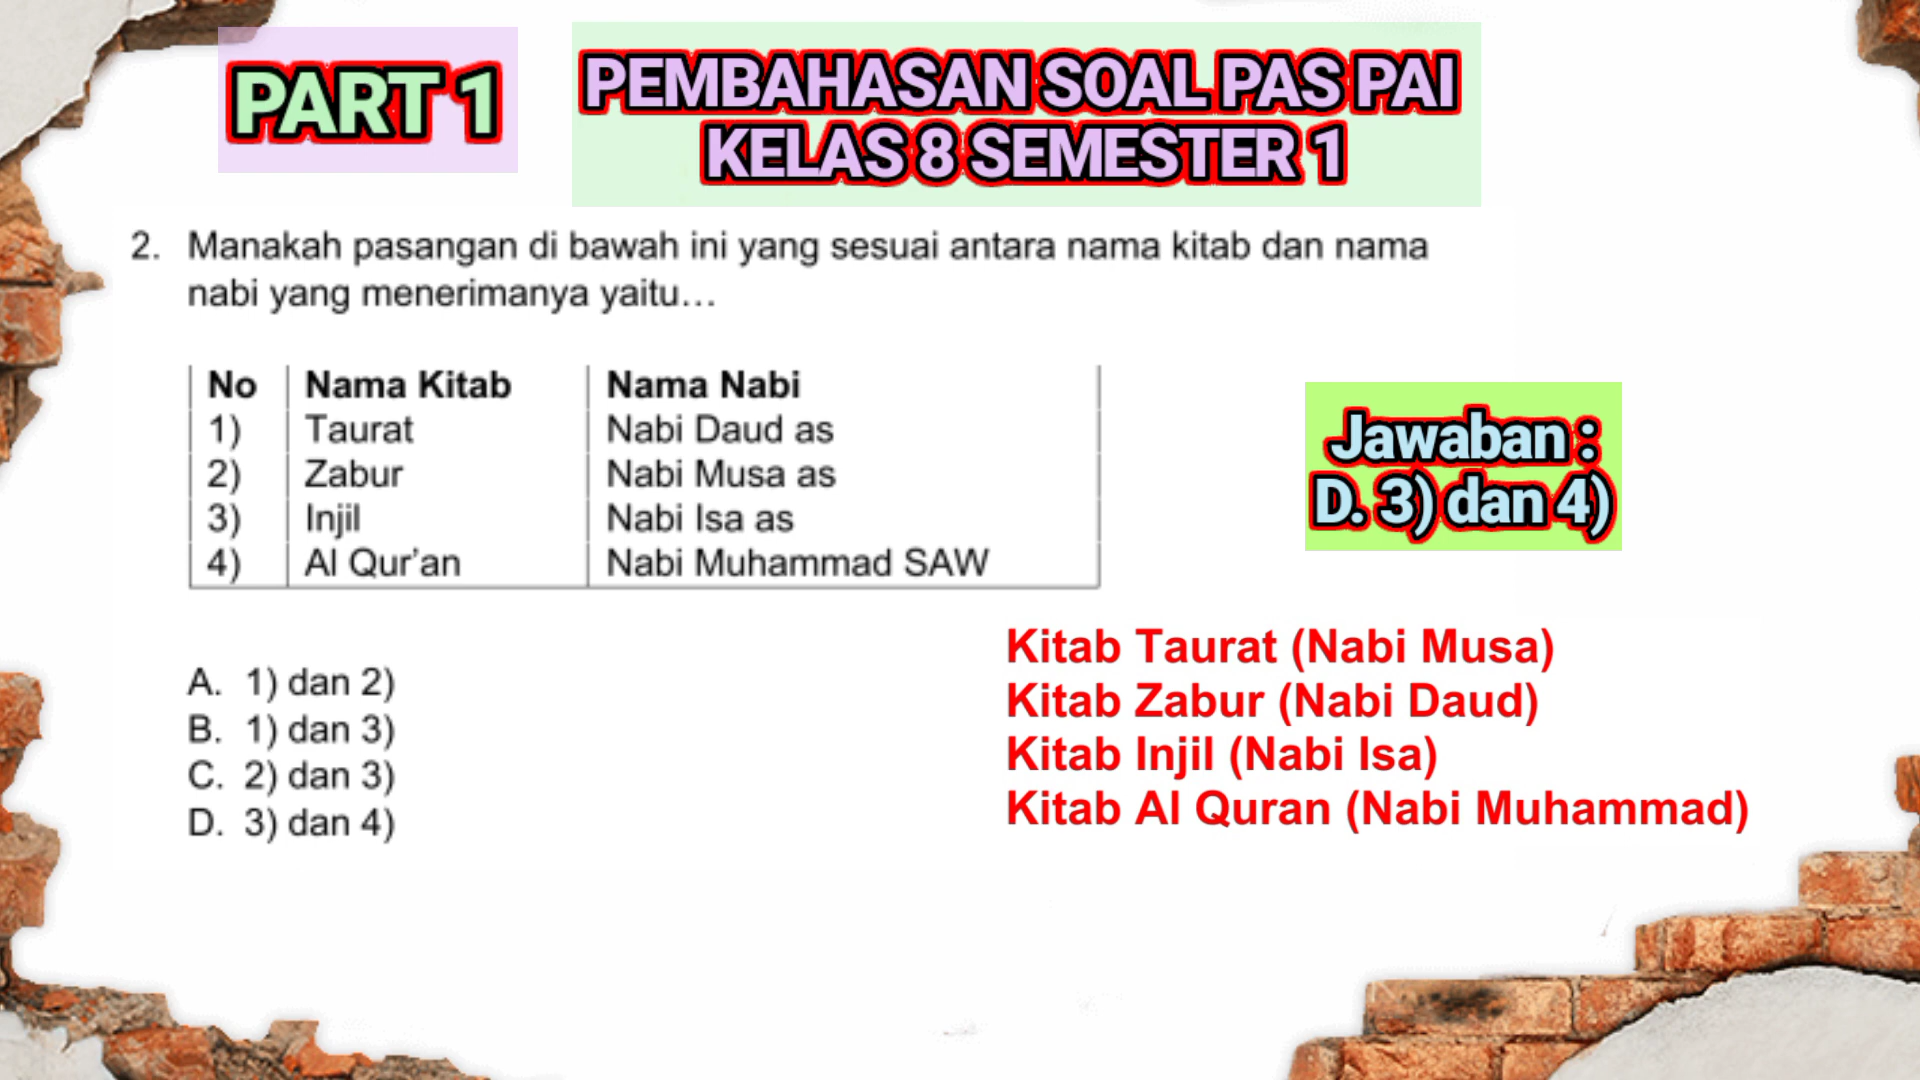 PART 1
PEMBAHASAN SOAL PAS PAI
KELAS 8 SEMESTER 1
2. Manakah pasangan di bawah ini yang sesuai antara nama kitab dan nama
nabi yang menerimanya yaitu…
No Nama Kitab Nama Nabi
1) Taurat Nabi Daud as
2) Zabur Nabi Musa as
3) Injil Nabi Isa as
4) Al Qur’an Nabi Muhammad SAW
Jawaban :
D. 3) dan 4)
A. 1) dan 2)
B. 1) dan 3)
C. 2) dan 3)
D. 3) dan 4)
Kitab Taurat (Nabi Musa)
Kitab Zabur (Nabi Daud)
Kitab Injil (Nabi Isa)
Kitab Al Quran (Nabi Muhammad)